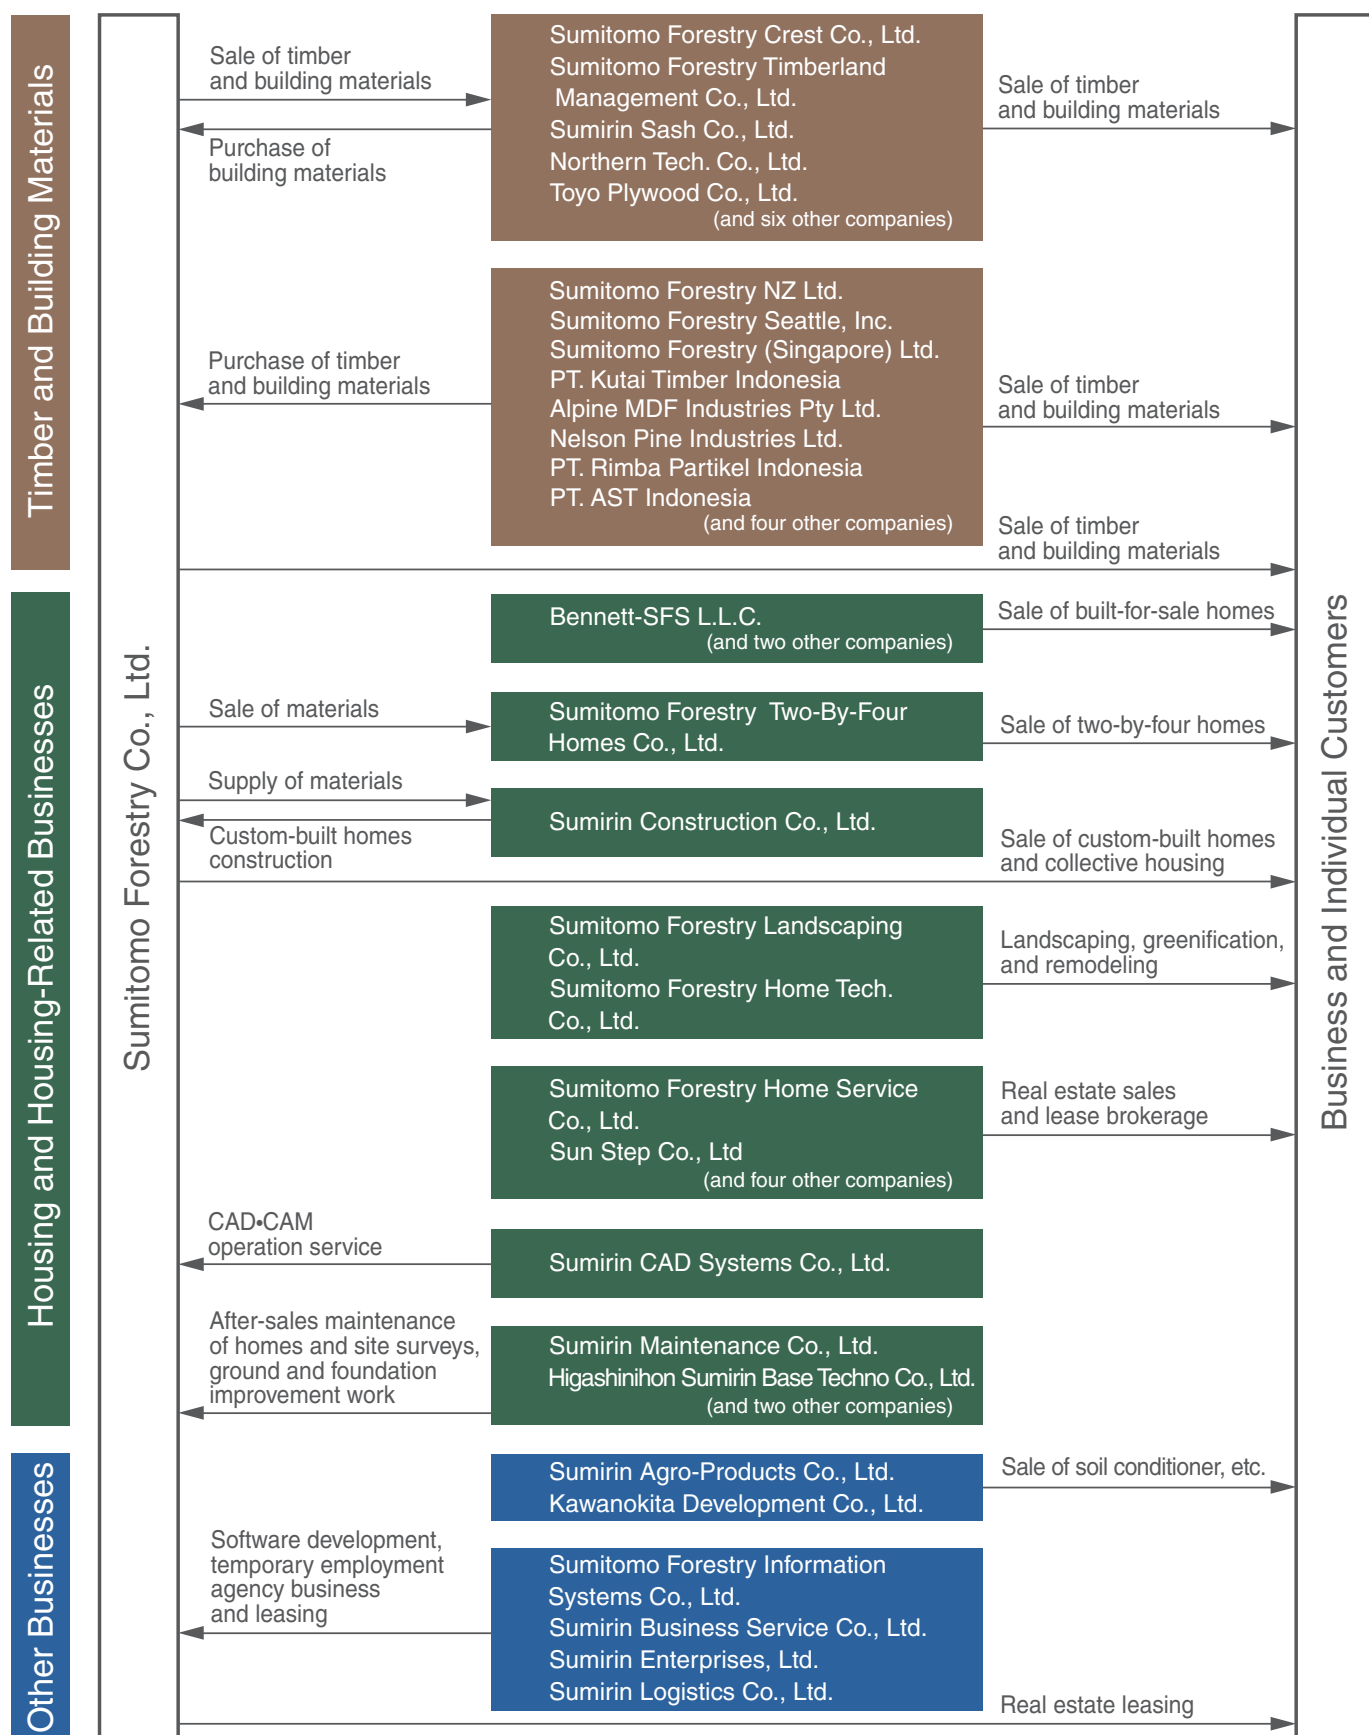 Timber and Building Materials
Sumitomo Forestry Co., Ltd.
Business and Individual Customers
Sale of timber
and building materials
Purchase of
building materials
Sumitomo Forestry Crest Co., Ltd.
Sumitomo Forestry Timberland
Management Co., Ltd.
Sumirin Sash Co., Ltd.
Northern Tech. Co., Ltd.
Toyo Plywood Co., Ltd.
(and six other companies)
Sale of timber
and building materials
Purchase of timber
and building materials
Sumitomo Forestry NZ Ltd.
Sumitomo Forestry Seattle, Inc.
Sumitomo Forestry (Singapore) Ltd.
PT. Kutai Timber Indonesia
Alpine MDF Industries Pty Ltd.
Nelson Pine Industries Ltd.
PT. Rimba Partikel Indonesia
PT. AST Indonesia
(and four other companies)
Sale of timber
and building materials
Sale of timber
and building materials
Housing and Housing-Related Businesses
Bennett-SFS L.L.C.
(and two other companies)
Sale of built-for-sale homes
Sale of materials
Sumitomo Forestry Two-By-Four
Homes Co., Ltd.
Sale of two-by-four homes
Supply of materials
Custom-built homes
construction
Sumirin Construction Co., Ltd.
Sale of custom-built homes
and collective housing
Sumitomo Forestry Landscaping
Co., Ltd.
Sumitomo Forestry Home Tech.
Co., Ltd.
Landscaping, greenification,
and remodeling
Sumitomo Forestry Home Service
Co., Ltd.
Sun Step Co., Ltd
(and four other companies)
Real estate sales
and lease brokerage
CAD•CAM
operation service
Sumirin CAD Systems Co., Ltd.
After-sales maintenance
of homes and site surveys,
ground and foundation
improvement work
Sumirin Maintenance Co., Ltd.
Higashinihon Sumirin Base Techno Co., Ltd.
(and two other companies)
Other Businesses
Sumirin Agro-Products Co., Ltd.
Kawanokita Development Co., Ltd.
Sale of soil conditioner, etc.
Software development,
temporary employment
agency business
and leasing
Sumitomo Forestry Information
Systems Co., Ltd.
Sumirin Business Service Co., Ltd.
Sumirin Enterprises, Ltd.
Sumirin Logistics Co., Ltd.
Real estate leasing